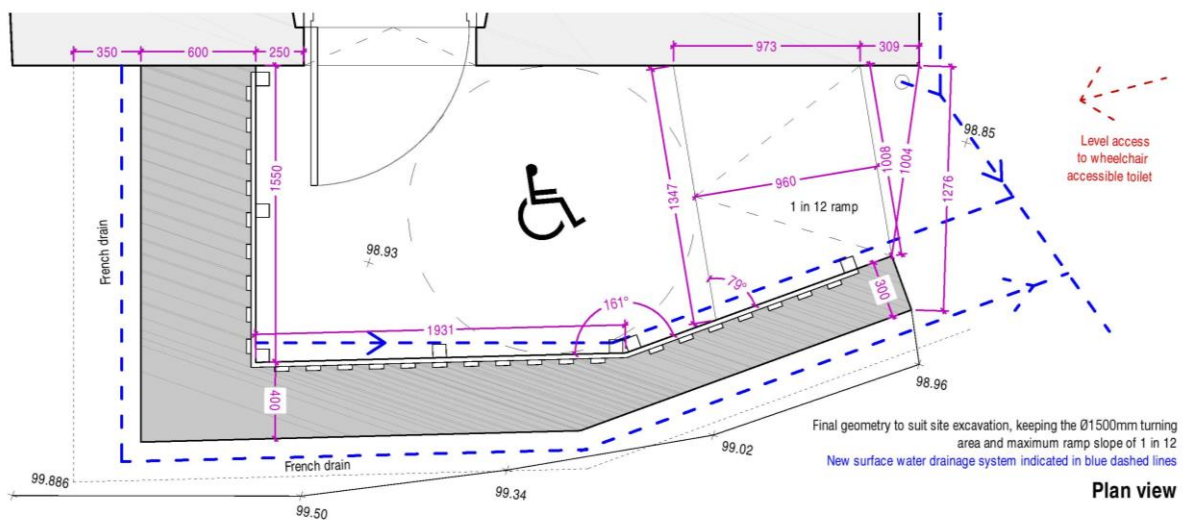 350
600
250
973
309
98.85
Level access
to wheelchair
accessible toilet
1550
1347
1008
1004
1276
960
1 in 12 ramp
French drain
98.93
79°
300
161°
1931
400
98.96
Final geometry to suit site excavation, keeping the Ø1500mm turning
area and maximum ramp slope of 1 in 12
99.02
New surface water drainage system indicated in blue dashed lines
French drain
99.886
99.34
Plan view
99.50